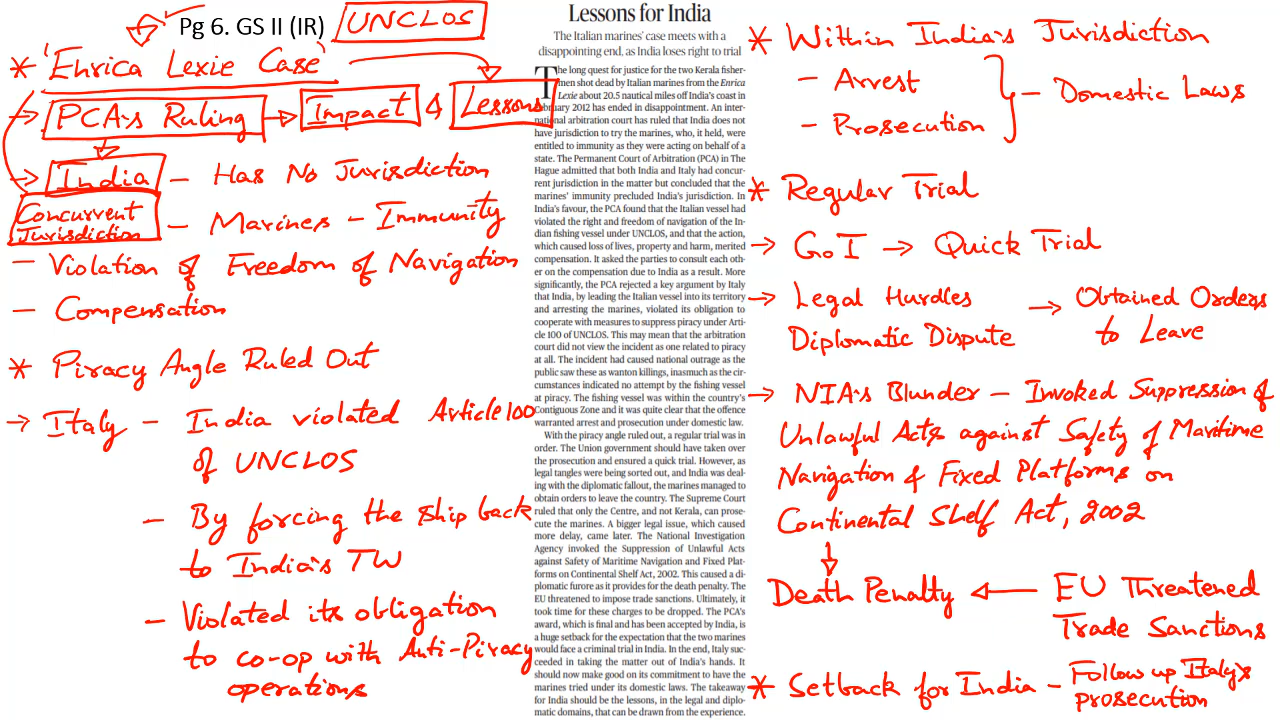 Pg 6. GS II (IR)
UNCLOS
* 'Enrica Lexie Case'
→ PCA's Ruling → Impact & Lessons
→ India - Has No Jurisdiction
Concurrent
Jurisdiction
- Marines - Immunity
- Violation of Freedom of Navigation
- Compensation
* Piracy Angle Ruled Out
→ Italy - India violated Article 100
of UNCLOS
- By forcing the ship back
to India's TW
- Violated its obligation
to co-op with Anti-Piracy
operations
Lessons for India
The Italian marines' case meets with a
disappointing end, as India loses right to trial
The long quest for justice for the two Kerala fisher-
men shot dead by Italian marines from the Enrica
Lexie about 20.5 nautical miles off India's coast in
February 2012 has ended in disappointment. An inter-
national arbitration court has ruled that India does not
have jurisdiction to try the marines, who, it held, were
entitled to immunity as they were acting on behalf of a
state. The Permanent Court of Arbitration (PCA) in The
Hague admitted that both India and Italy had concur-
rent jurisdiction in the matter but concluded that the
marines' immunity precluded India's jurisdiction. In
India's favour, the PCA found that the Italian vessel had
violated the right and freedom of navigation of the In-
dian fishing vessel under UNCLOS, and that the action,
which caused loss of lives, property and harm, merited
compensation. It asked the parties to consult each oth-
er on the compensation due to India as a result. More
significantly, the PCA rejected a key argument by Italy
that India, by leading the Italian vessel into its territory
and arresting the marines, violated its obligation to
cooperate with measures to suppress piracy under Arti-
cle 100 of UNCLOS. This may mean that the arbitration
court did not view the incident as one related to piracy
at all. The incident had caused national outrage as the
public saw these as wanton killings, inasmuch as the cir-
cumstances indicated no attempt by the fishing vessel
at piracy. The fishing vessel was within the country's
Contiguous Zone and it was quite clear that the offence
warranted arrest and prosecution under domestic law.
With the piracy angle ruled out, a regular trial was in
order. The Union government should have taken over
the prosecution and ensured a quick trial. However, as
legal tangles were being sorted out, and India was deal-
ing with the diplomatic fallout, the marines managed to
obtain orders to leave the country. The Supreme Court
ruled that only the Centre, and not Kerala, can prose-
cute the marines. A bigger legal issue, which caused
more delay, came later. The National Investigation
Agency invoked the Suppression of Unlawful Acts
against Safety of Maritime Navigation and Fixed Plat-
forms on Continental Shelf Act, 2002. This caused a di-
plomatic furore as it provides for the death penalty. The
EU threatened to impose trade sanctions. Ultimately, it
took time for these charges to be dropped. The PCA's
award, which is final and has been accepted by India, is
a huge setback for the expectation that the two marines
would face a criminal trial in India. In the end, Italy suc-
ceeded in taking the matter out of India's hands. It
should now make good on its commitment to have the
marines tried under its domestic laws. The takeaway
for India should be the lessons, in the legal and diplo-
matic domains, that can be drawn from the experience.
* Within India's Jurisdiction
- Arrest
- Prosecution
- Domestic Laws
* Regular Trial
→ GoI → Quick Trial
→ Legal Hurdles
Diplomatic Dispute
→ Obtained Orders
to Leave
→ NIA's Blunder - Invoked Suppression of
Unlawful Acts against Safety of Maritime
Navigation & Fixed Platforms on
Continental Shelf Act, 2002
Death Penalty ← EU Threatened
Trade Sanctions
* Setback for India - Follow up Italy's
prosecution